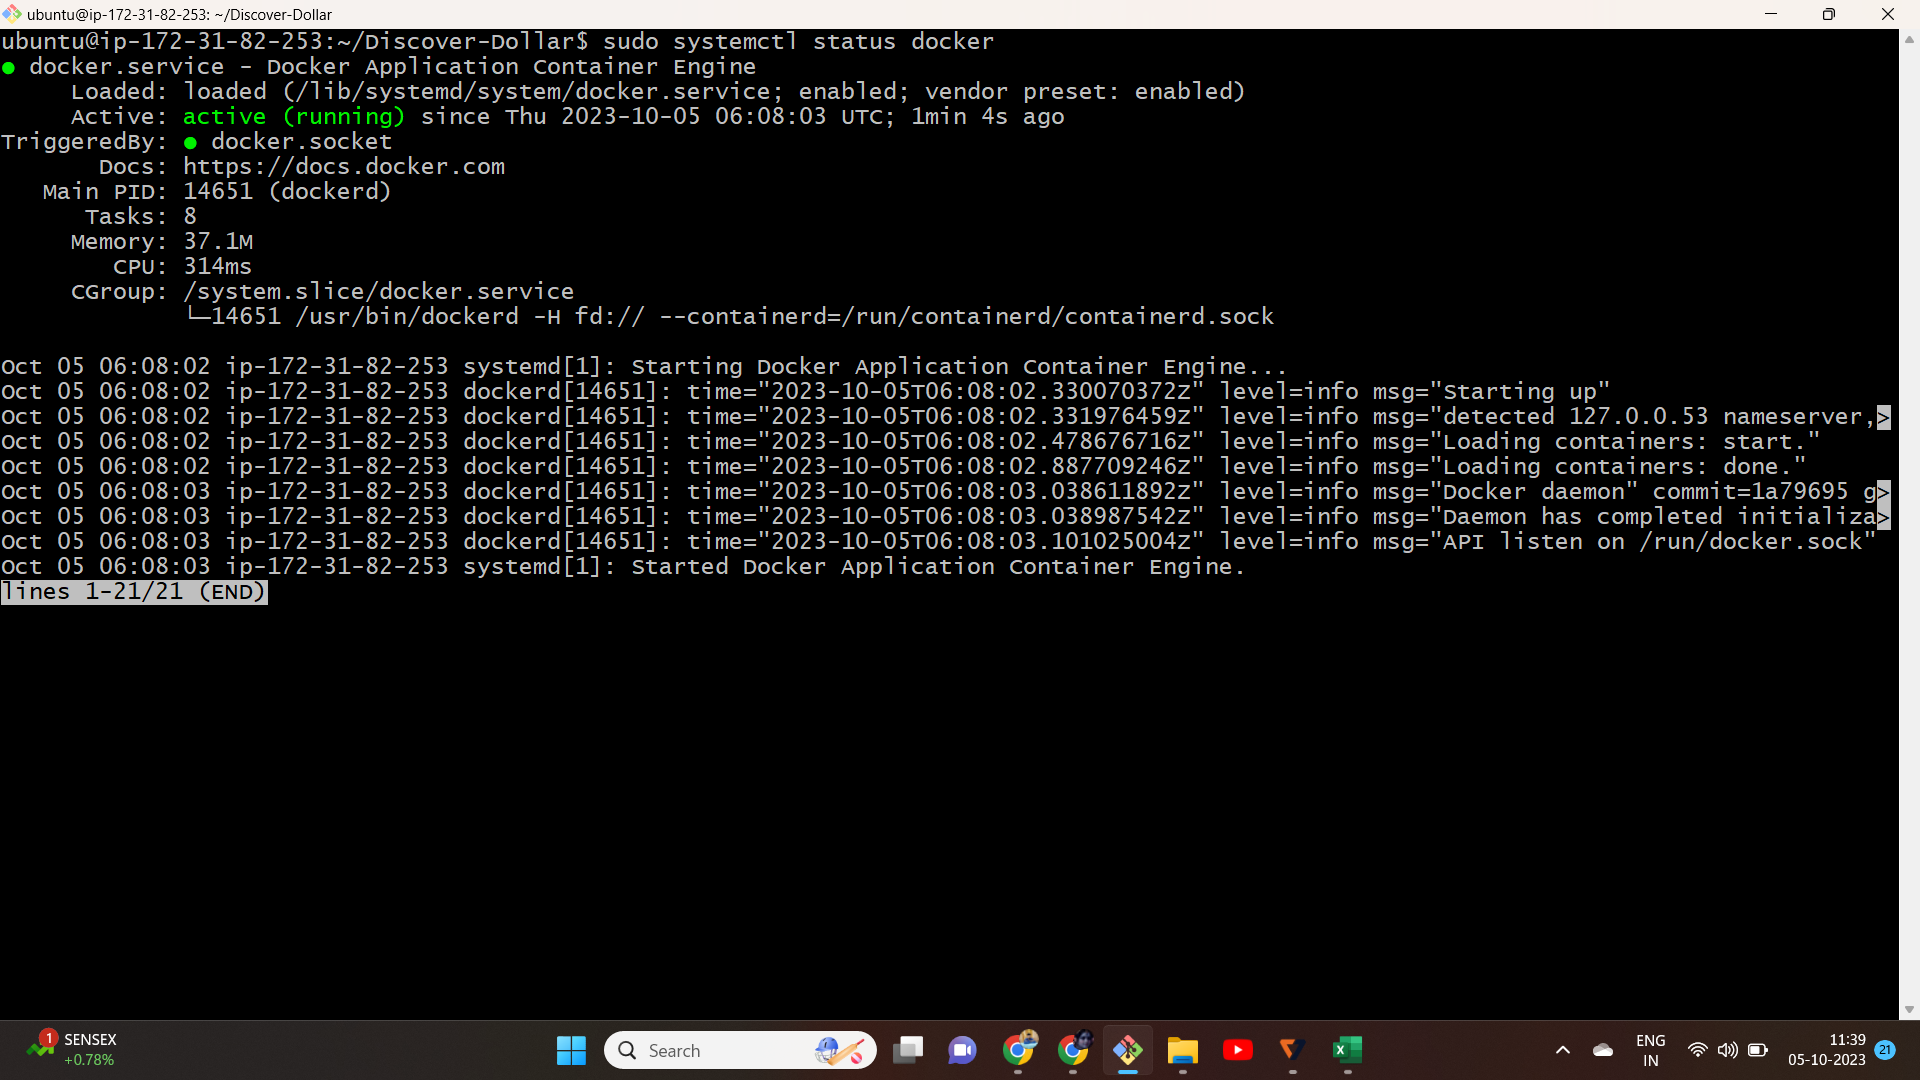 ubuntu@ip-172-31-82-253: ~/Discover-Dollar
ubuntu@ip-172-31-82-253:~/Discover-Dollar$ sudo systemctl status docker
● docker.service - Docker Application Container Engine
     Loaded: loaded (/lib/systemd/system/docker.service; enabled; vendor preset: enabled)
     Active: active (running) since Thu 2023-10-05 06:08:03 UTC; 1min 4s ago
TriggeredBy: ● docker.socket
       Docs: https://docs.docker.com
   Main PID: 14651 (dockerd)
      Tasks: 8
     Memory: 37.1M
        CPU: 314ms
     CGroup: /system.slice/docker.service
             └─14651 /usr/bin/dockerd -H fd:// --containerd=/run/containerd/containerd.sock
Oct 05 06:08:02 ip-172-31-82-253 systemd[1]: Starting Docker Application Container Engine...
Oct 05 06:08:02 ip-172-31-82-253 dockerd[14651]: time="2023-10-05T06:08:02.330070372Z" level=info msg="Starting up"
Oct 05 06:08:02 ip-172-31-82-253 dockerd[14651]: time="2023-10-05T06:08:02.331976459Z" level=info msg="detected 127.0.0.53 nameserver,>
Oct 05 06:08:02 ip-172-31-82-253 dockerd[14651]: time="2023-10-05T06:08:02.478676716Z" level=info msg="Loading containers: start."
Oct 05 06:08:02 ip-172-31-82-253 dockerd[14651]: time="2023-10-05T06:08:02.887709246Z" level=info msg="Loading containers: done."
Oct 05 06:08:03 ip-172-31-82-253 dockerd[14651]: time="2023-10-05T06:08:03.038611892Z" level=info msg="Docker daemon" commit=1a79695 g>
Oct 05 06:08:03 ip-172-31-82-253 dockerd[14651]: time="2023-10-05T06:08:03.038987542Z" level=info msg="Daemon has completed initializa>
Oct 05 06:08:03 ip-172-31-82-253 dockerd[14651]: time="2023-10-05T06:08:03.101025004Z" level=info msg="API listen on /run/docker.sock"
Oct 05 06:08:03 ip-172-31-82-253 systemd[1]: Started Docker Application Container Engine.
lines 1-21/21 (END)
1 SENSEX
+0.78%
Search
ENG
IN
11:39
05-10-2023
21